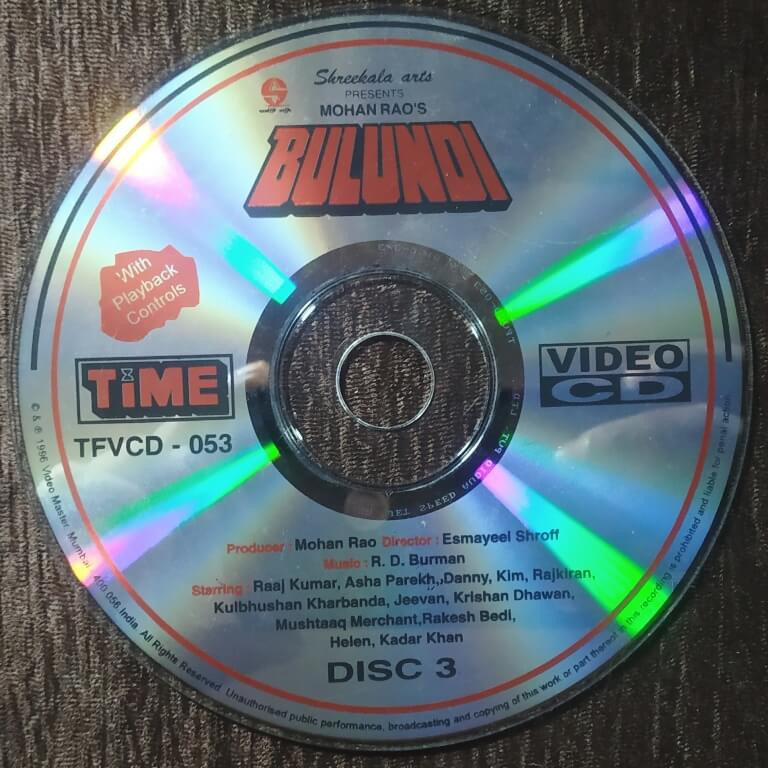 Shreekala arts
PRESENTS
MOHAN RAO'S
BULUNDI
With
Playback
Controls
TiME
TFVCD - 053
VIDEO
CD
Producer : Mohan Rao Director : Esmayeel Shroff
Music : R. D. Burman
Starring : Raaj Kumar, Asha Parekh,,Danny, Kim, Rajkiran,
Kulbhushan Kharbanda, Jeevan, Krishan Dhawan,
Mushtaaq Merchant,Rakesh Bedi,
Helen, Kadar Khan
DISC 3
© & ℗ 1996 Video Master, Mumbai 400 056 India. All Rights Reserved. Unauthorised public performance, broadcasting and copying of this work or part thereof in this recording is prohibited and liable for penal action.